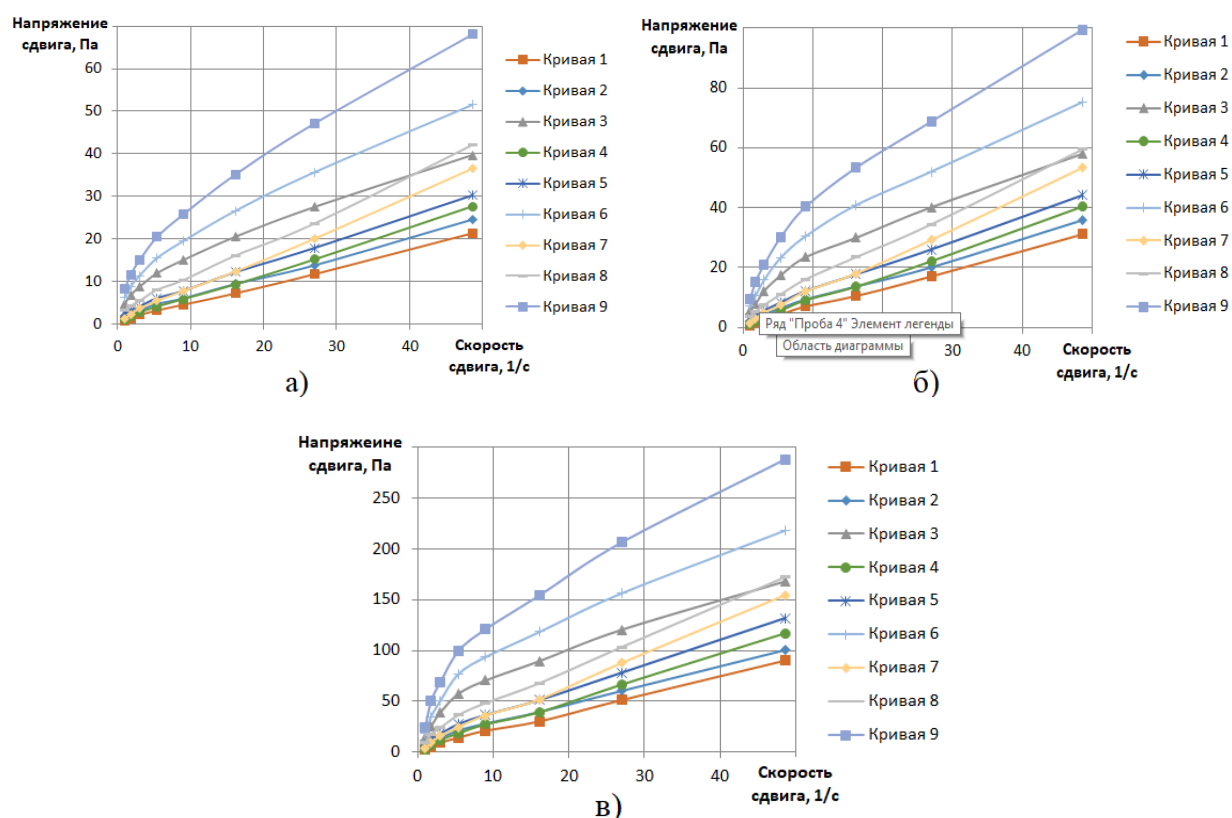 Напряжение
сдвига, Па
60
50
40
30
20
10
0
0 10 20 30 40
Скорость
сдвига, 1/с
Кривая 1
Кривая 2
Кривая 3
Кривая 4
Кривая 5
Кривая 6
Кривая 7
Кривая 8
Кривая 9
а)
Напряжение
сдвига, Па
80
60
40
20
0
Ряд "Проба 4" Элемент легенды
Область диаграммы
0 30 40
Скорость
сдвига, 1/с
Кривая 1
Кривая 2
Кривая 3
Кривая 4
Кривая 5
Кривая 6
Кривая 7
Кривая 8
Кривая 9
б)
Напряжеине
сдвига, Па
250
200
150
100
50
0
0 10 20 30 40
Скорость
сдвига, 1/с
Кривая 1
Кривая 2
Кривая 3
Кривая 4
Кривая 5
Кривая 6
Кривая 7
Кривая 8
Кривая 9
в)